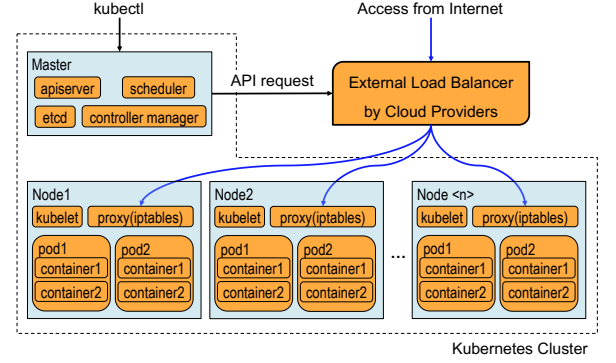 kubectl
Access from Internet
Master
apiserver
scheduler
etcd
controller manager
API request
External Load Balancer
by Cloud Providers
Node1
kubelet
proxy(iptables)
pod1
container1
container2
pod2
container1
container2
Node2
kubelet
proxy(iptables)
pod1
container1
container2
pod2
container1
container2
...
Node <n>
kubelet
proxy(iptables)
pod1
container1
container2
pod2
container1
container2
Kubernetes Cluster